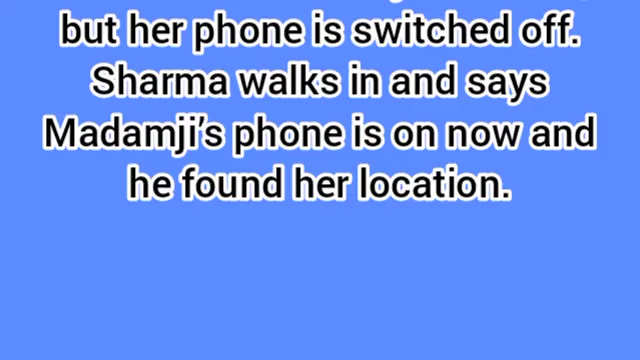 but her phone is switched off.
Sharma walks in and says
Madamji's phone is on now and
he found her location.